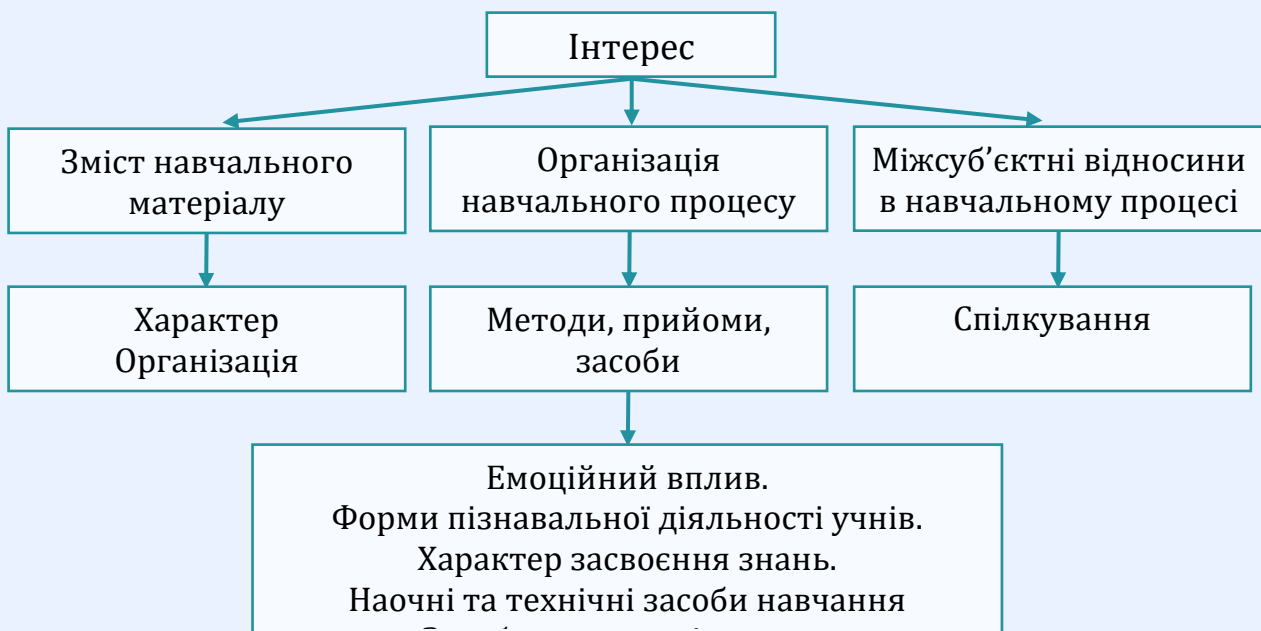 Інтерес
Зміст навчального
матеріалу
Організація
навчального процесу
Міжсуб’єктні відносини
в навчальному процесі
Характер
Організація
Методи, прийоми,
засоби
Спілкування
Емоційний вплив.
Форми пізнавальної діяльності учнів.
Характер засвоєння знань.
Наочні та технічні засоби навчання